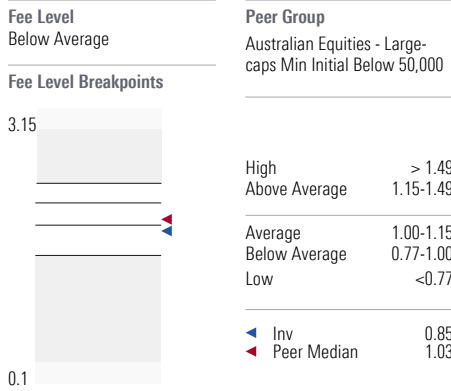 Fee Level
Below Average
Fee Level Breakpoints
3.15
0.1
Peer Group
Australian Equities - Large-
caps Min Initial Below 50,000
High > 1.49
Above Average 1.15-1.49
Average 1.00-1.15
Below Average 0.77-1.00
Low <0.77
Inv 0.85
Peer Median 1.03